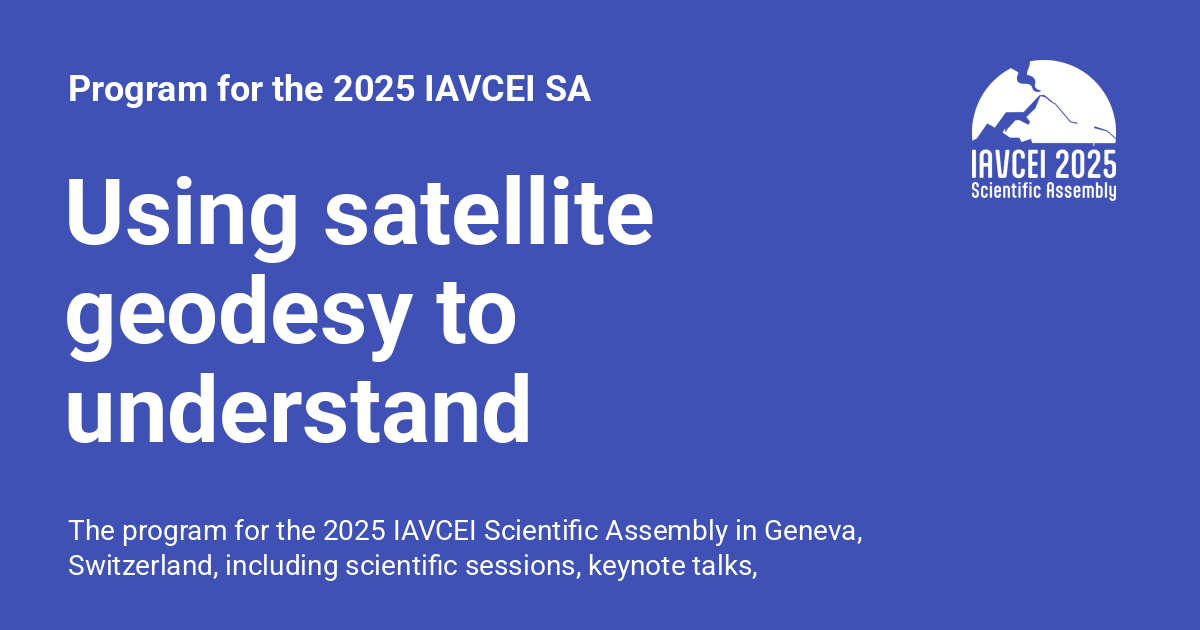 Program for the 2025 IAVCEI SA
IAVCEI 2025
Scientific Assembly
Using satellite
geodesy to
understand
The program for the 2025 IAVCEI Scientific Assembly in Geneva,
Switzerland, including scientific sessions, keynote talks,